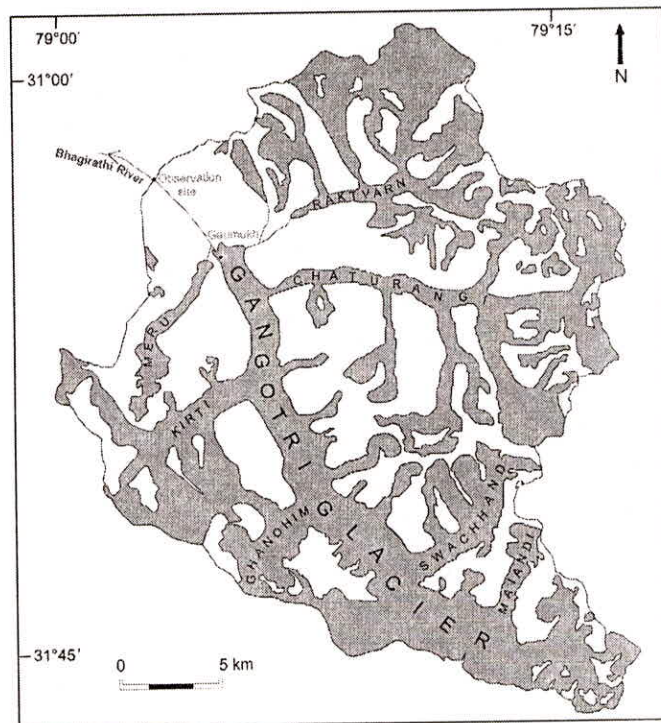 79°00'
79°15'
31°00'
N
Bhagirathi River
Observation
site
Gaumukh
RAKTVARN
CHATURANGI
MERU
KIRTI
GANGOTRI GLACIER
GHANOHIM
SWACHHAND
MAIANDI
31°45'
0
5 km